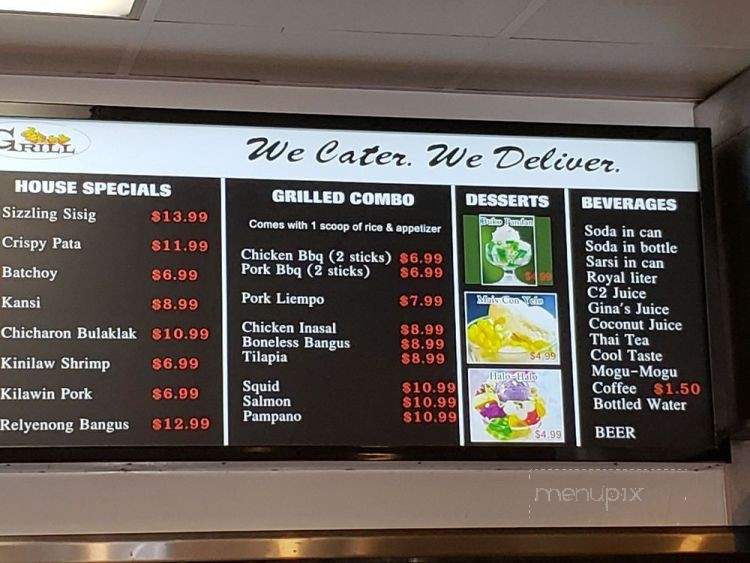 GRILL
We Cater. We Deliver.
HOUSE SPECIALS
Sizzling Sisig $13.99
Crispy Pata $11.99
Batchoy $6.99
Kansi $8.99
Chicharon Bulaklak $10.99
Kinilaw Shrimp $6.99
Kilawin Pork $6.99
Relyenong Bangus $12.99
GRILLED COMBO
Comes with 1 scoop of rice & appetizer
Chicken Bbq (2 sticks) $6.99
Pork Bbq (2 sticks) $6.99
Pork Liempo $7.99
Chicken Inasal $8.99
Boneless Bangus $8.99
Tilapia $8.99
Squid $10.99
Salmon $10.99
Pampano $10.99
DESSERTS
Buko Pandan
$4.99
Mais Con Yelo
$4.99
Halo-Halo
$4.99
BEVERAGES
Soda in can
Soda in bottle
Sarsi in can
Royal liter
C2 Juice
Gina's Juice
Coconut Juice
Thai Tea
Cool Taste
Mogu-Mogu
Coffee $1.50
Bottled Water
BEER
menupix